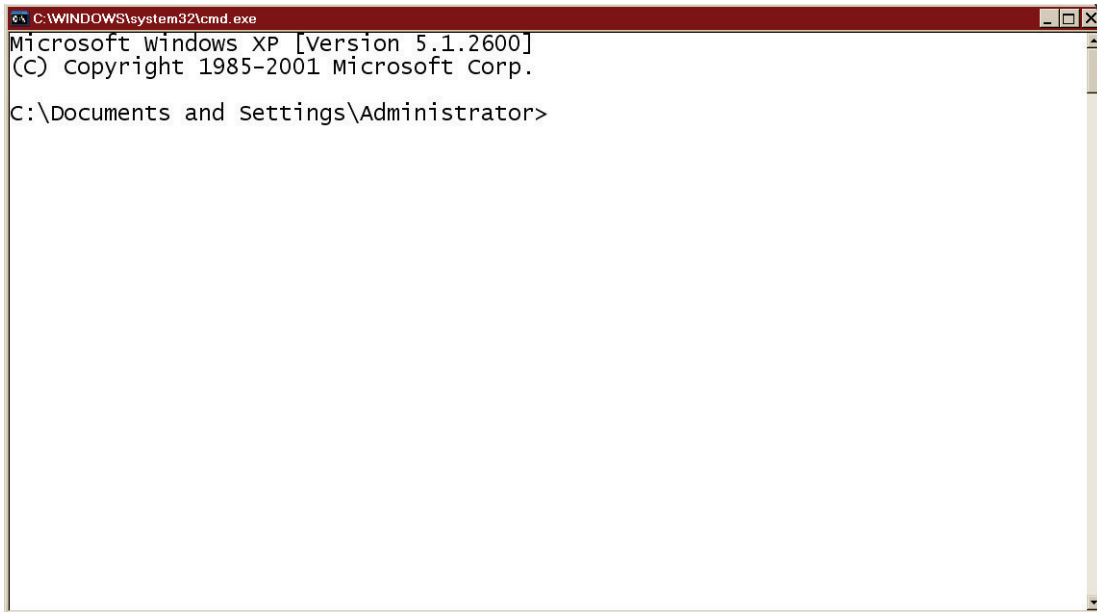 C:\WINDOWS\system32\cmd.exe
Microsoft Windows XP [Version 5.1.2600]
(C) Copyright 1985-2001 Microsoft Corp.
C:\Documents and Settings\Administrator>